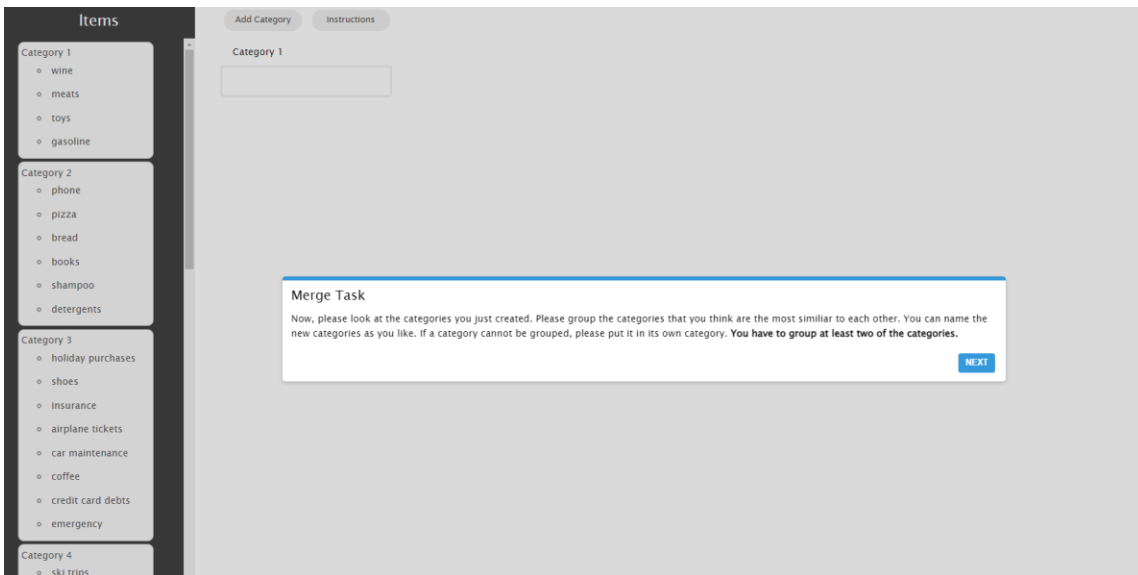 Items
Category 1
wine
meats
toys
gasoline
Category 2
phone
pizza
bread
books
shampoo
detergents
Category 3
holiday purchases
shoes
insurance
airplane tickets
car maintenance
coffee
credit card debts
emergency
Category 4
ski trips
Add Category Instructions
Category 1
Merge Task
Now, please look at the categories you just created. Please group the categories that you think are the most similiar to each other. You can name the
new categories as you like. If a category cannot be grouped, please put it in its own category. You have to group at least two of the categories.
NEXT